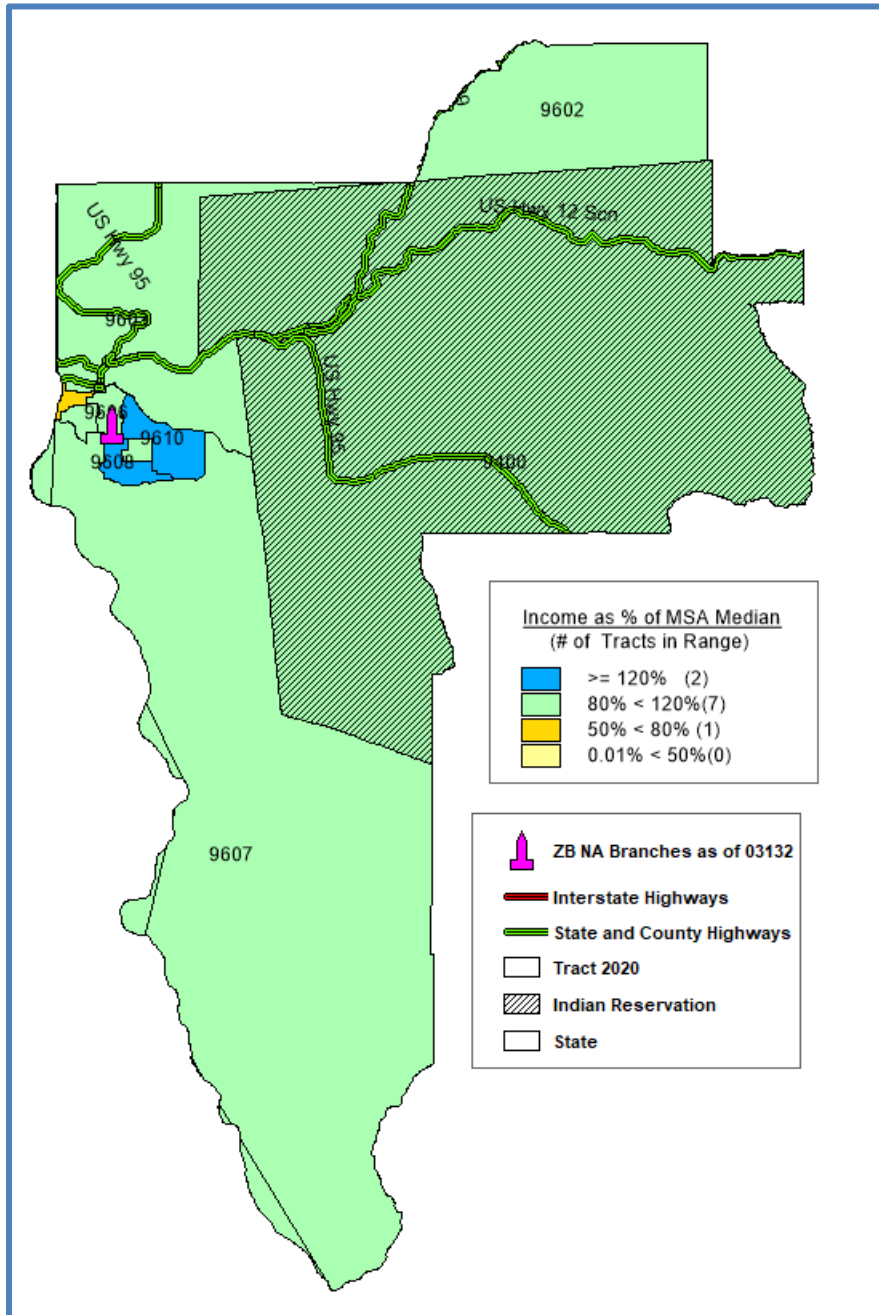 9602
US Hwy 12 Scn
US Hwy 95
US Hwy 95
9400
9610
9608
9607
Income as % of MSA Median
(# of Tracts in Range)
>= 120% (2)
80% < 120%(7)
50% < 80% (1)
0.01% < 50%(0)
ZB NA Branches as of 03132
Interstate Highways
State and County Highways
Tract 2020
Indian Reservation
State